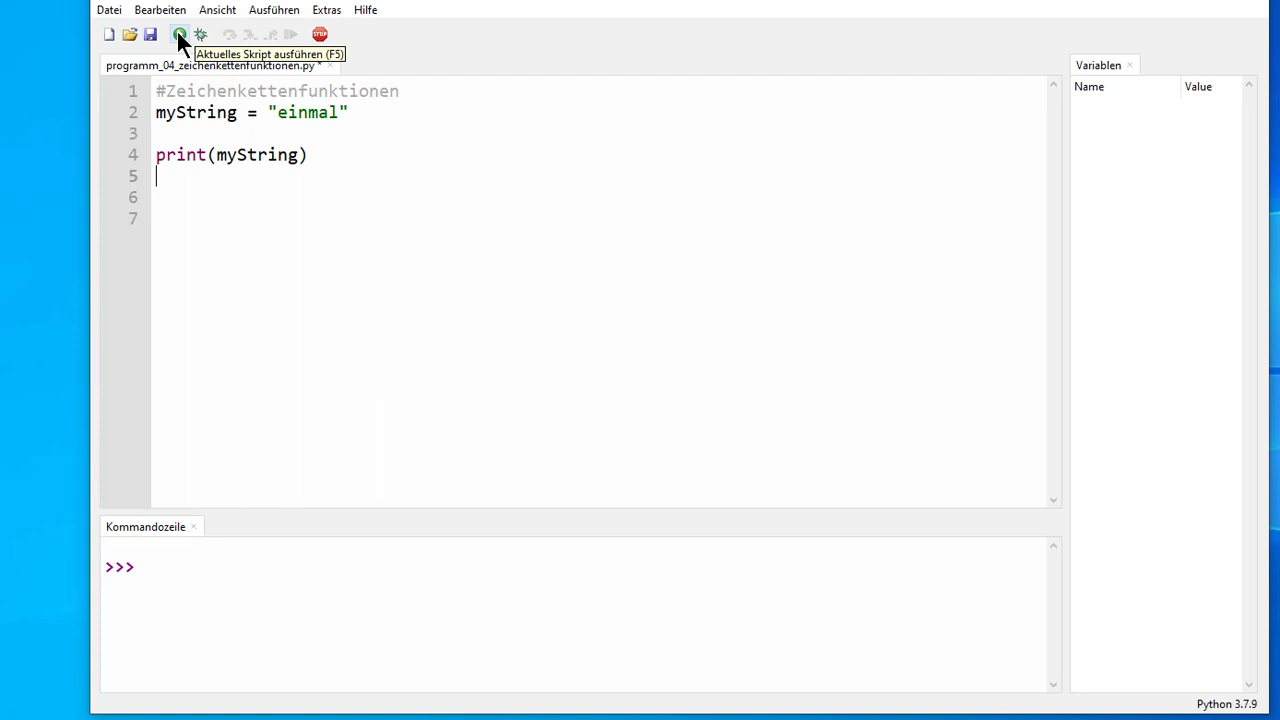 Datei Bearbeiten Ansicht Ausführen Extras Hilfe
STOP
Aktuelles Skript ausführen (F5)
programm_04_zeichenkettenfunktionen.py * ×
Variablen ×
Name Value
1 #Zeichenkettenfunktionen
2 myString = "einmal"
3
4 print(myString)
5
6
7
Kommandozeile ×
>>>
Python 3.7.9